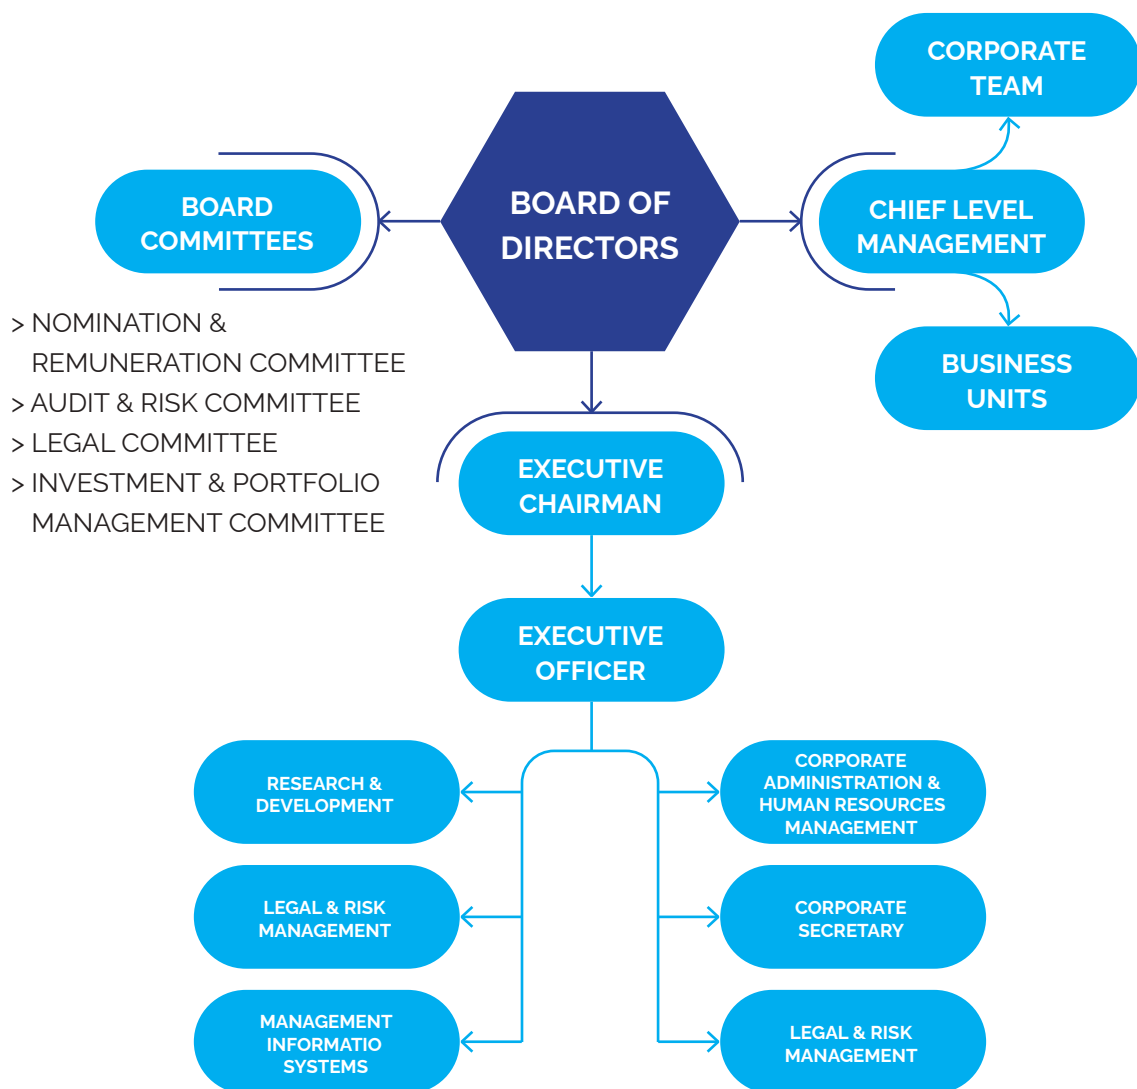 CORPORATE
TEAM
BOARD OF
DIRECTORS
BOARD
COMMITTEES
CHIEF LEVEL
MANAGEMENT
> NOMINATION &
REMUNERATION COMMITTEE
> AUDIT & RISK COMMITTEE
> LEGAL COMMITTEE
> INVESTMENT & PORTFOLIO
MANAGEMENT COMMITTEE
BUSINESS
UNITS
EXECUTIVE
CHAIRMAN
EXECUTIVE
OFFICER
RESEARCH &
DEVELOPMENT
CORPORATE
ADMINISTRATION &
HUMAN RESOURCES
MANAGEMENT
LEGAL & RISK
MANAGEMENT
CORPORATE
SECRETARY
MANAGEMENT
INFORMATIO
SYSTEMS
LEGAL & RISK
MANAGEMENT